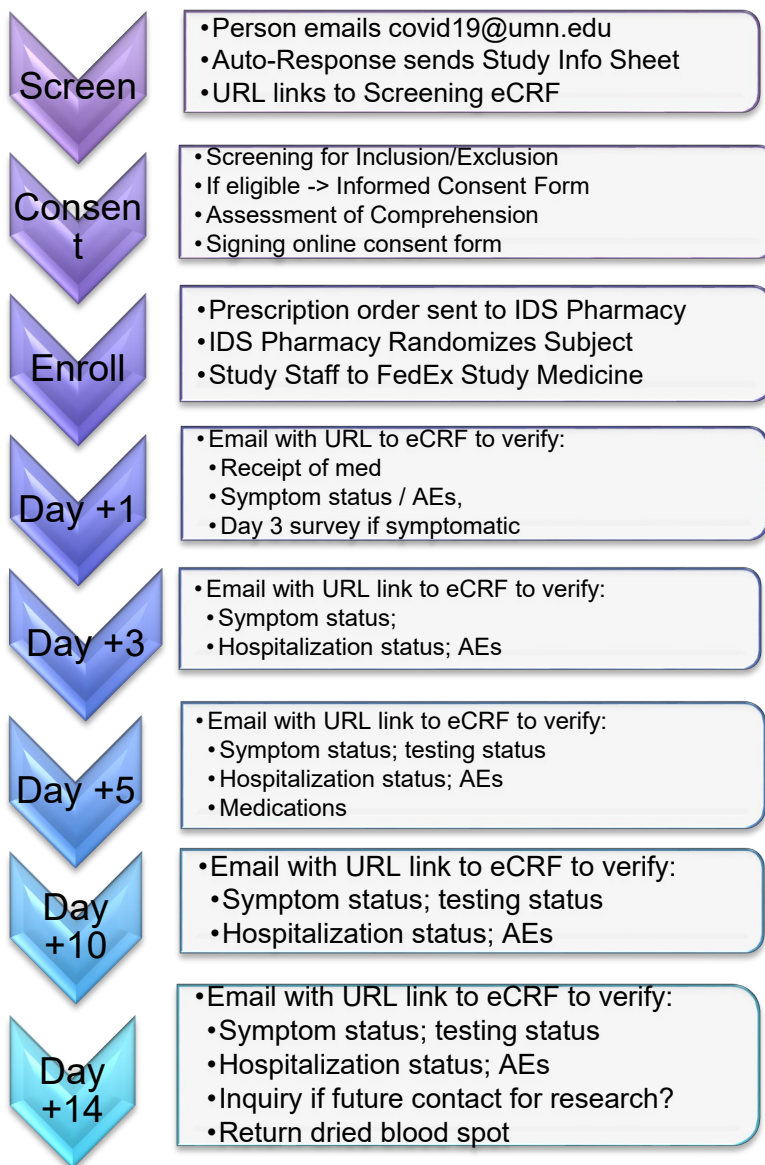 Screen
•Person emails covid19@umn.edu
•Auto-Response sends Study Info Sheet
•URL links to Screening eCRF
Consen
t
•Screening for Inclusion/Exclusion
•If eligible -> Informed Consent Form
•Assessment of Comprehension
•Signing online consent form
Enroll
•Prescription order sent to IDS Pharmacy
•IDS Pharmacy Randomizes Subject
•Study Staff to FedEx Study Medicine
Day +1
•Email with URL to eCRF to verify:
•Receipt of med
•Symptom status / AEs,
•Day 3 survey if symptomatic
Day +3
•Email with URL link to eCRF to verify:
•Symptom status;
•Hospitalization status; AEs
Day +5
•Email with URL link to eCRF to verify:
•Symptom status; testing status
•Hospitalization status; AEs
•Medications
Day
+10
•Email with URL link to eCRF to verify:
•Symptom status; testing status
•Hospitalization status; AEs
Day
+14
•Email with URL link to eCRF to verify:
•Symptom status; testing status
•Hospitalization status; AEs
•Inquiry if future contact for research?
•Return dried blood spot